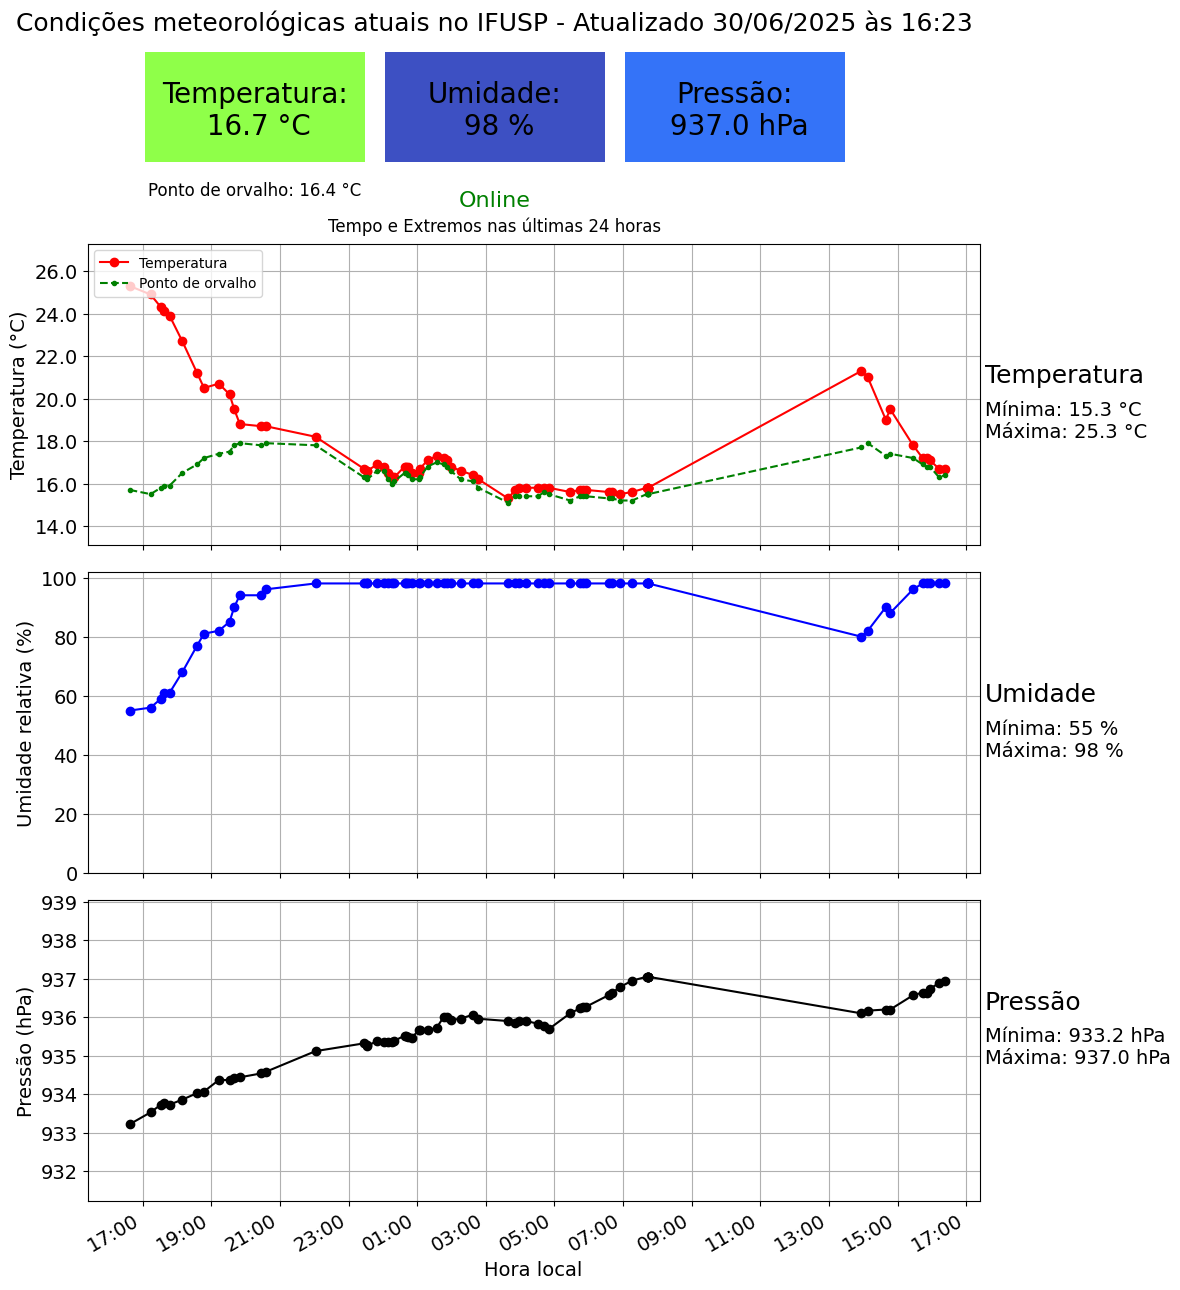 Condições meteorológicas atuais no IFUSP - Atualizado 30/06/2025 às 16:23
Temperatura:
16.7 °C
Umidade:
98 %
Pressão:
937.0 hPa
Ponto de orvalho: 16.4 °C
Online
Tempo e Extremos nas últimas 24 horas
Temperatura
Ponto de orvalho
Temperatura (°C)
26.0
24.0
22.0
20.0
18.0
16.0
14.0
Temperatura
Mínima: 15.3 °C
Máxima: 25.3 °C
Umidade relativa (%)
100
80
60
40
20
0
Umidade
Mínima: 55 %
Máxima: 98 %
Pressão (hPa)
939
938
937
936
935
934
933
932
Pressão
Mínima: 933.2 hPa
Máxima: 937.0 hPa
17:00 19:00 21:00 23:00 01:00 03:00 05:00 07:00 09:00 11:00 13:00 15:00 17:00
Hora local